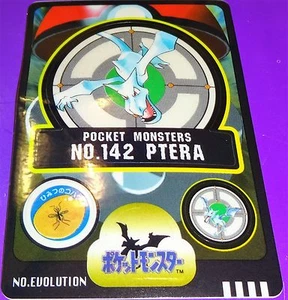 POCKET MONSTERS
NO.142 PTERA
ひみつのコハク
ポケットモンスター
TM
NO.EVOLUTION